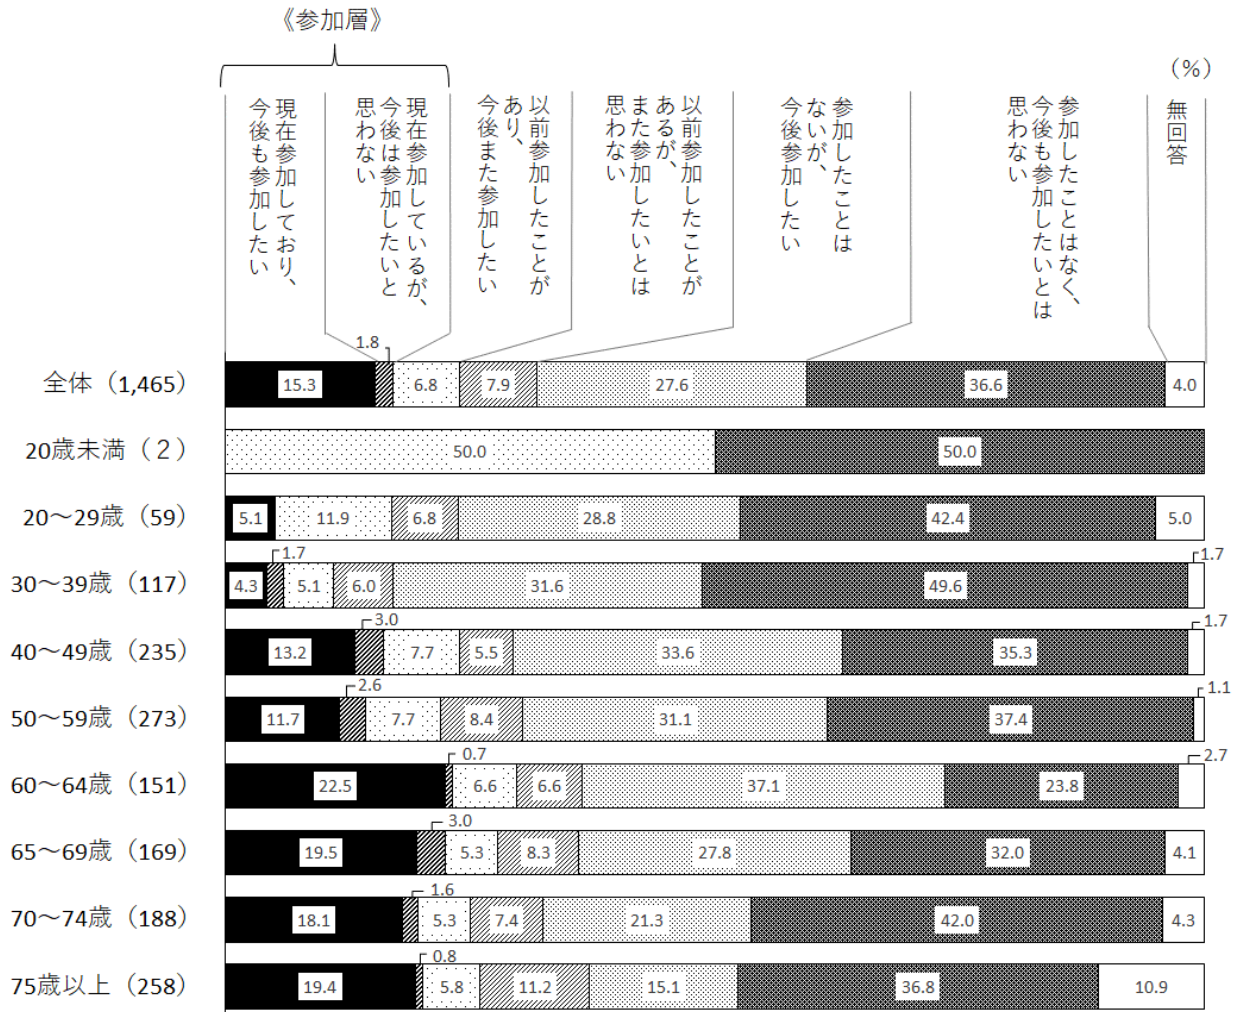 《参加層》
(%)
現在参加しており、
今後も参加したい
現在参加しているが、
今後は参加したいと
思わない
以前参加したことが
あり、
今後また参加したい
以前参加したことが
あるが、
また参加したいとは
思わない
参加したことは
ないが、
今後参加したい
参加したことはなく、
今後も参加したいとは
思わない
無回答
1.8
全体（1,465） 15.3 6.8 7.9 27.6 36.6 4.0
20歳未満（２） 50.0 50.0
20～29歳（59） 5.1 11.9 6.8 28.8 42.4 5.0
1.7 1.7
30～39歳（117） 4.3 5.1 6.0 31.6 49.6
3.0 1.7
40～49歳（235） 13.2 7.7 5.5 33.6 35.3
2.6 1.1
50～59歳（273） 11.7 7.7 8.4 31.1 37.4
0.7 2.7
60～64歳（151） 22.5 6.6 6.6 37.1 23.8
3.0
65～69歳（169） 19.5 5.3 8.3 27.8 32.0 4.1
1.6
70～74歳（188） 18.1 5.3 7.4 21.3 42.0 4.3
0.8
75歳以上（258） 19.4 5.8 11.2 15.1 36.8 10.9